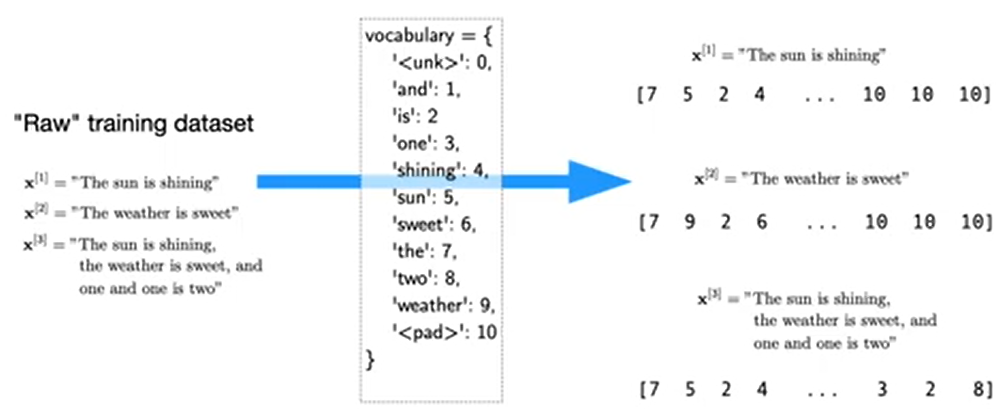 "Raw" training dataset
x[1] = "The sun is shining"
x[2] = "The weather is sweet"
x[3] = "The sun is shining,
the weather is sweet, and
one and one is two"
vocabulary = {
'<unk>': 0,
'and': 1,
'is': 2
'one': 3,
'shining': 4,
'sun': 5,
'sweet': 6,
'the': 7,
'two': 8,
'weather': 9,
'<pad>': 10
}
x[1] = "The sun is shining"
[7 5 2 4 ... 10 10 10]
x[2] = "The weather is sweet"
[7 9 2 6 ... 10 10 10]
x[3] = "The sun is shining,
the weather is sweet, and
one and one is two"
[7 5 2 4 ... 3 2 8]